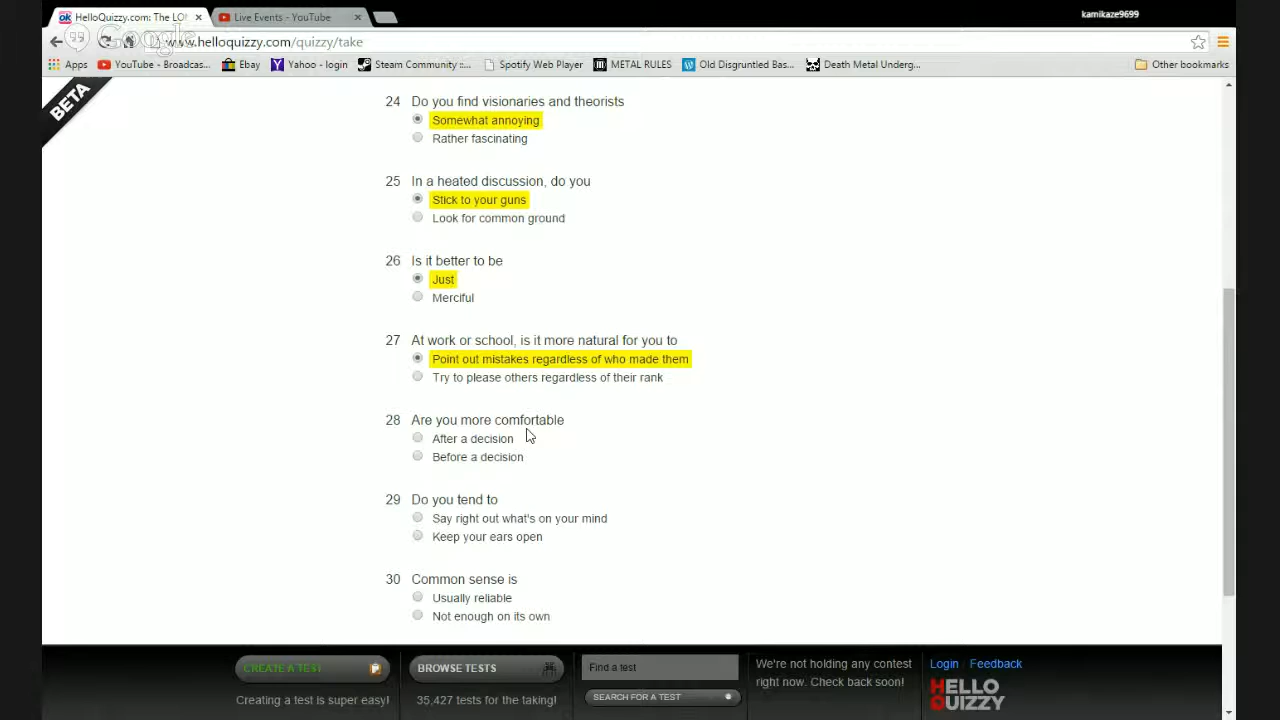 HelloQuizzy.com: The LO
Live Events - YouTube
kamikaze9699
Google
www.helloquizzy.com/quizzy/take
Apps
YouTube - Broadcas...
Ebay
Yahoo - login
Steam Community ::...
Spotify Web Player
METAL RULES
Old Disgnored Bas...
Death Metal Underg...
Other bookmarks
BETA
24 Do you find visionaries and theorists
Somewhat annoying
Rather fascinating
25 In a heated discussion, do you
Stick to your guns
Look for common ground
26 Is it better to be
Just
Merciful
27 At work or school, is it more natural for you to
Point out mistakes regardless of who made them
Try to please others regardless of their rank
28 Are you more comfortable
After a decision
Before a decision
29 Do you tend to
Say right out what's on your mind
Keep your ears open
30 Common sense is
Usually reliable
Not enough on its own
CREATE A TEST
Creating a test is super easy!
BROWSE TESTS
35,427 tests for the taking!
Find a test
SEARCH FOR A TEST
We're not holding any contest
right now. Check back soon!
Login / Feedback
HELLO
QUIZZY